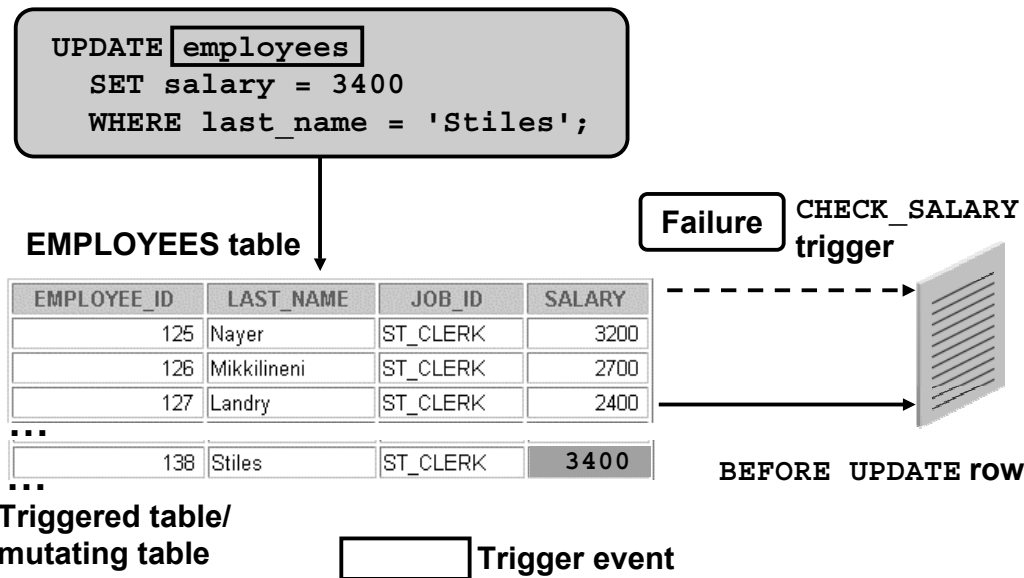 UPDATE employees
SET salary = 3400
WHERE last_name = 'Stiles';
Failure
CHECK_SALARY
trigger
EMPLOYEES table
EMPLOYEE_ID LAST_NAME JOB_ID SALARY
125 Nayer ST_CLERK 3200
126 Mikkilineni ST_CLERK 2700
127 Landry ST_CLERK 2400
...
138 Stiles ST_CLERK 3400
...
BEFORE UPDATE row
Triggered table/
mutating table
Trigger event